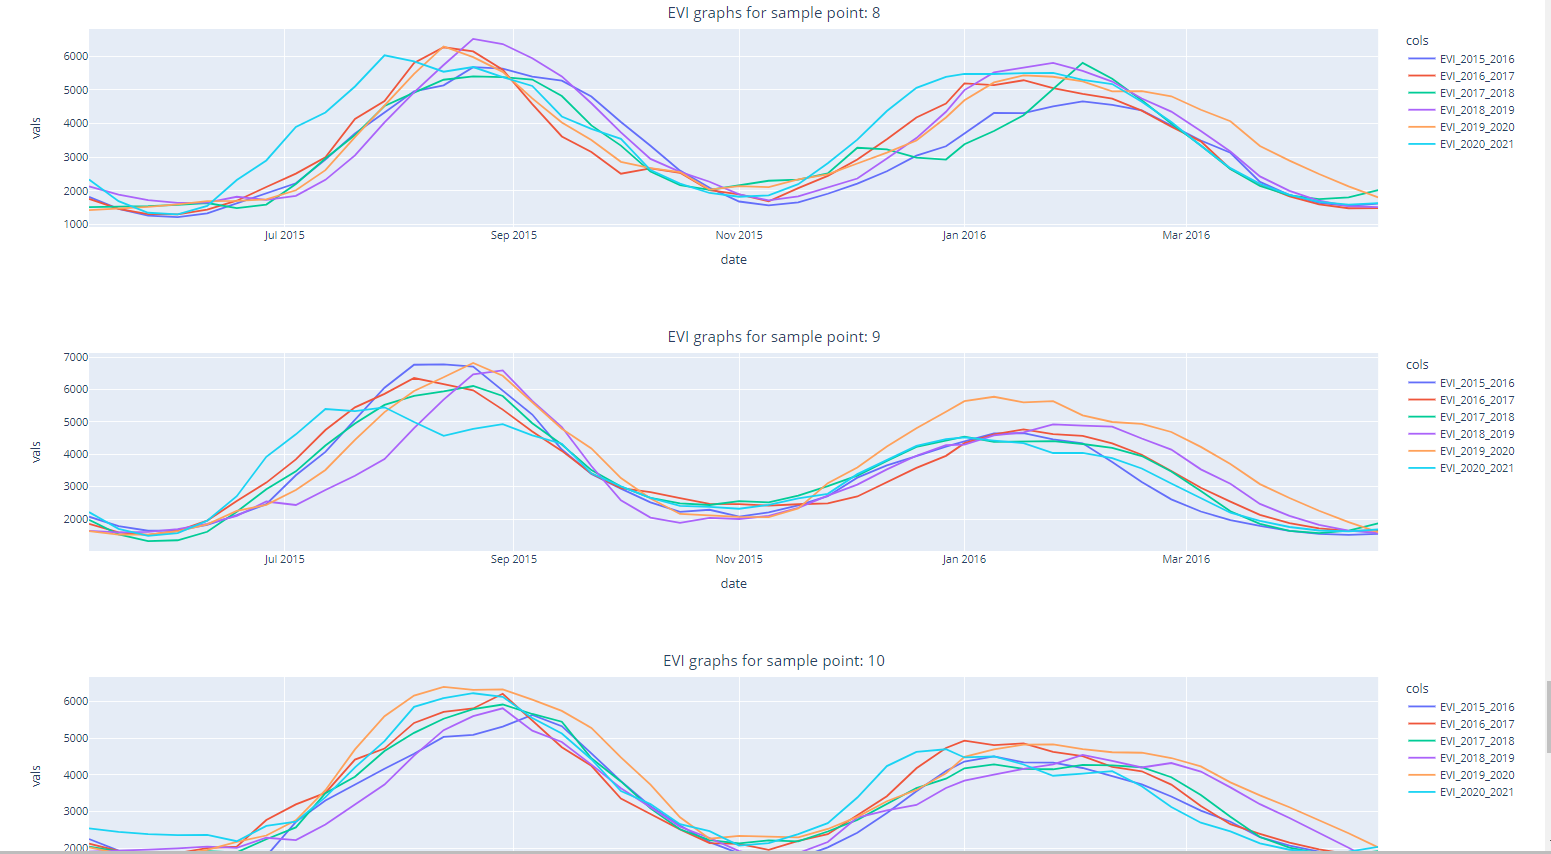 EVI graphs for sample point: 8
cols
EVI_2015_2016
EVI_2016_2017
EVI_2017_2018
EVI_2018_2019
EVI_2019_2020
EVI_2020_2021
vals
6000
5000
4000
3000
2000
1000
Jul 2015
Sep 2015
Nov 2015
Jan 2016
Mar 2016
date
EVI graphs for sample point: 9
cols
EVI_2015_2016
EVI_2016_2017
EVI_2017_2018
EVI_2018_2019
EVI_2019_2020
EVI_2020_2021
vals
7000
6000
5000
4000
3000
2000
Jul 2015
Sep 2015
Nov 2015
Jan 2016
Mar 2016
date
EVI graphs for sample point: 10
cols
EVI_2015_2016
EVI_2016_2017
EVI_2017_2018
EVI_2018_2019
EVI_2019_2020
EVI_2020_2021
vals
6000
5000
4000
3000
2000